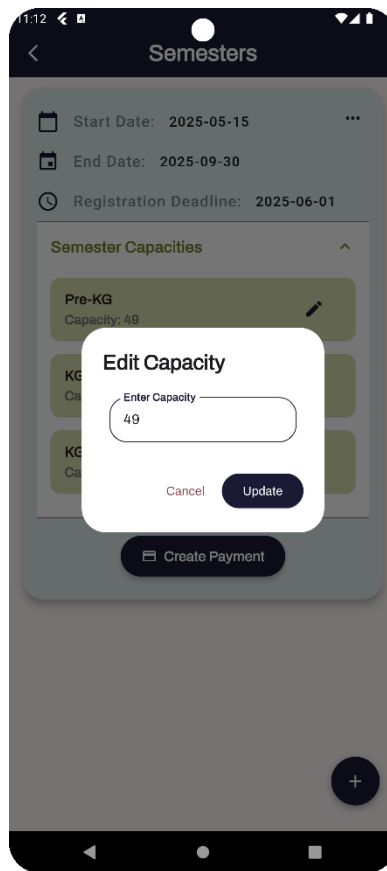 11:12
Semesters
Start Date: 2025-05-15
End Date: 2025-09-30
Registration Deadline: 2025-06-01
Semester Capacities
Pre-KG
Capacity: 49
Edit Capacity
Enter Capacity
49
Cancel Update
Create Payment